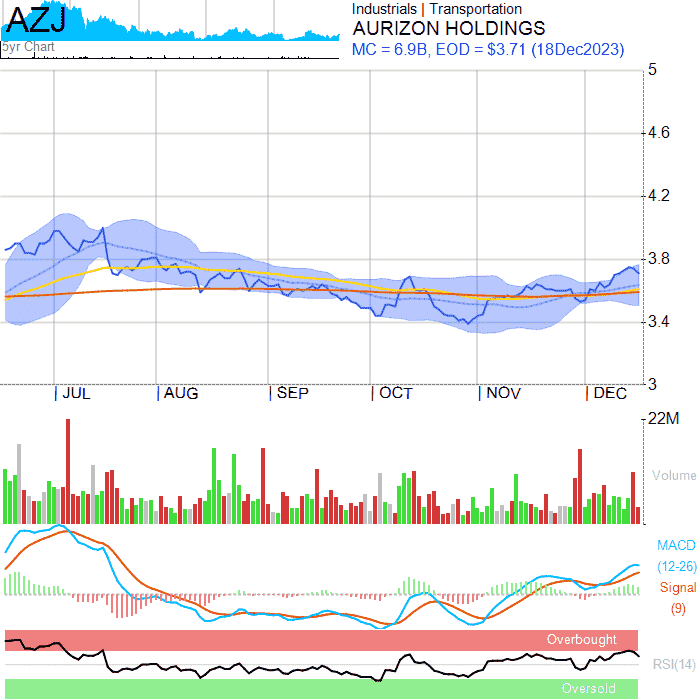 AZJ
5yr Chart
Industrials | Transportation
AURIZON HOLDINGS
MC = 6.9B, EOD = $3.71 (18Dec2023)
5
4.6
4.2
3.8
3.4
3
JUL AUG SEP OCT NOV DEC
22M
Volume
MACD
(12-26)
Signal
(9)
Overbought
RSI(14)
Oversold